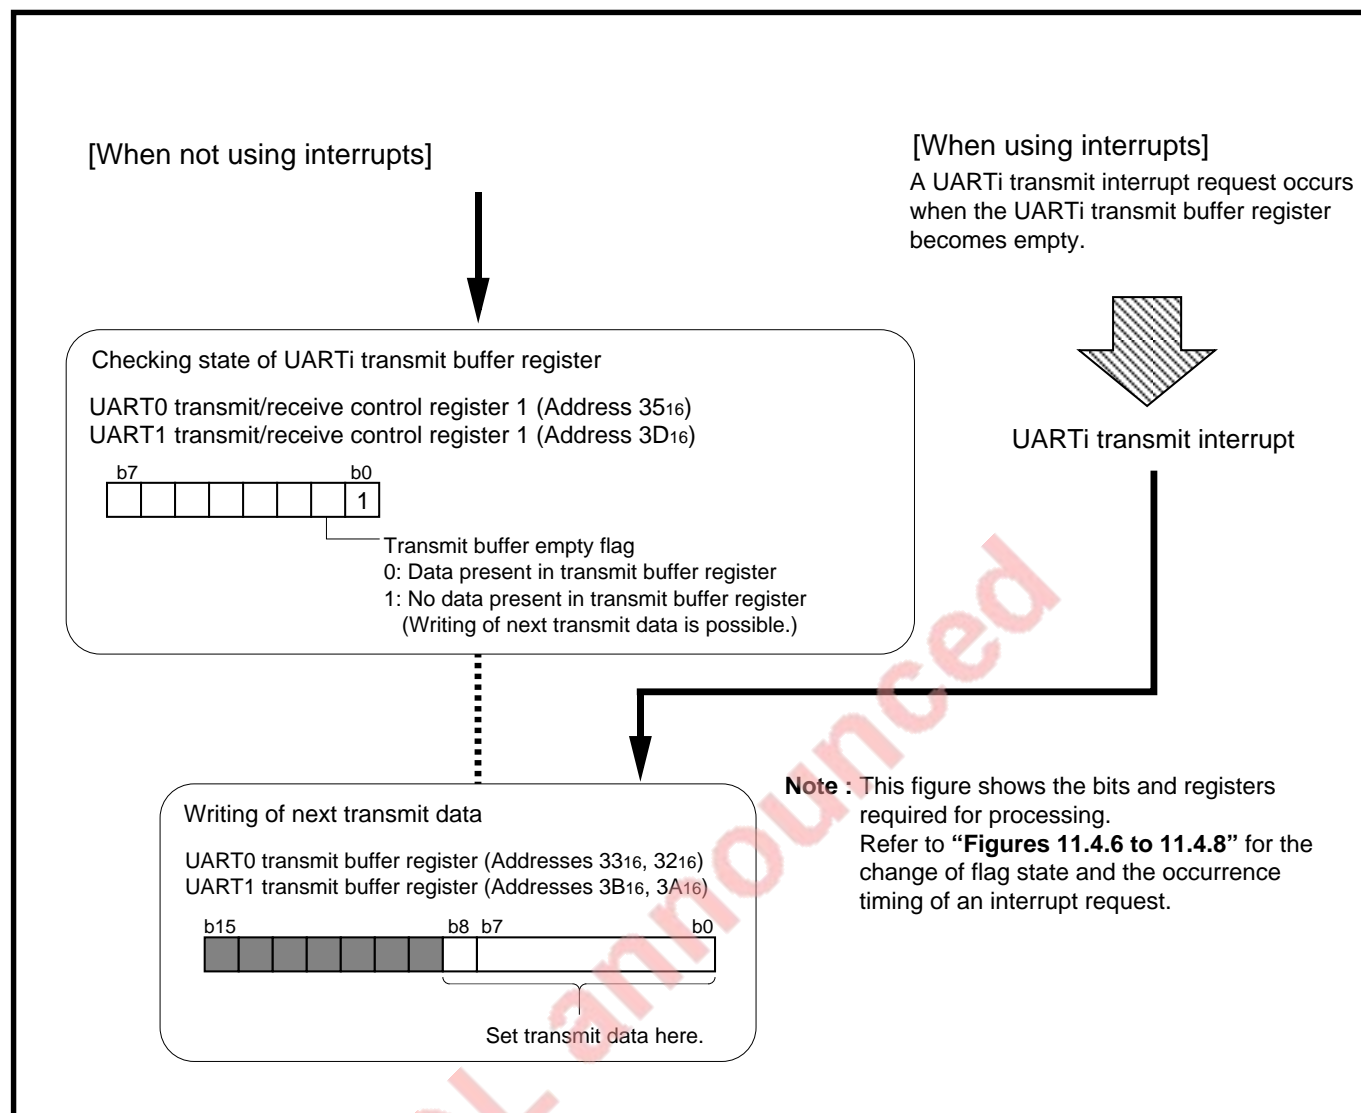 [When not using interrupts]
[When using interrupts]
A UARTi transmit interrupt request occurs
when the UARTi transmit buffer register
becomes empty.
Checking state of UARTi transmit buffer register
UART0 transmit/receive control register 1 (Address 3516)
UART1 transmit/receive control register 1 (Address 3D16)
b7 b0
1
Transmit buffer empty flag
0: Data present in transmit buffer register
1: No data present in transmit buffer register
(Writing of next transmit data is possible.)
UARTi transmit interrupt
Writing of next transmit data
UART0 transmit buffer register (Addresses 3316, 3216)
UART1 transmit buffer register (Addresses 3B16, 3A16)
b15 b8 b7 b0
Set transmit data here.
Note : This figure shows the bits and registers
required for processing.
Refer to “Figures 11.4.6 to 11.4.8” for the
change of flag state and the occurrence
timing of an interrupt request.
announced